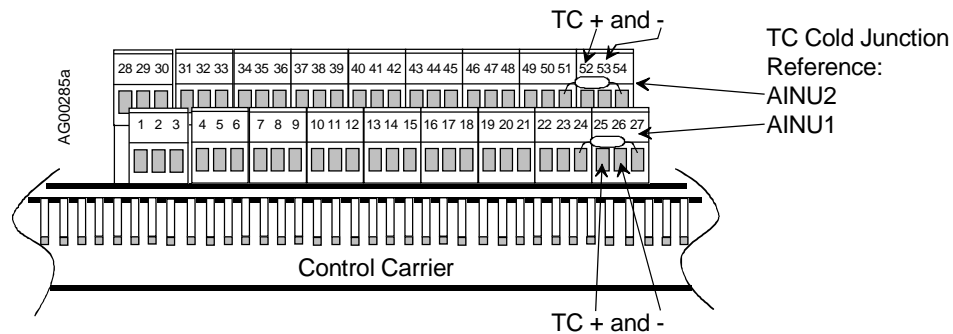 TC + and -
TC Cold Junction
Reference:
AINU2
AINU1
AG00285a
28 29 30 31 32 33 34 35 36 37 38 39 40 41 42 43 44 45 46 47 48 49 50 51 52 53 54
1 2 3 4 5 6 7 8 9 10 11 12 13 14 15 16 17 18 19 20 21 22 23 24 25 26 27
Control Carrier
TC + and -